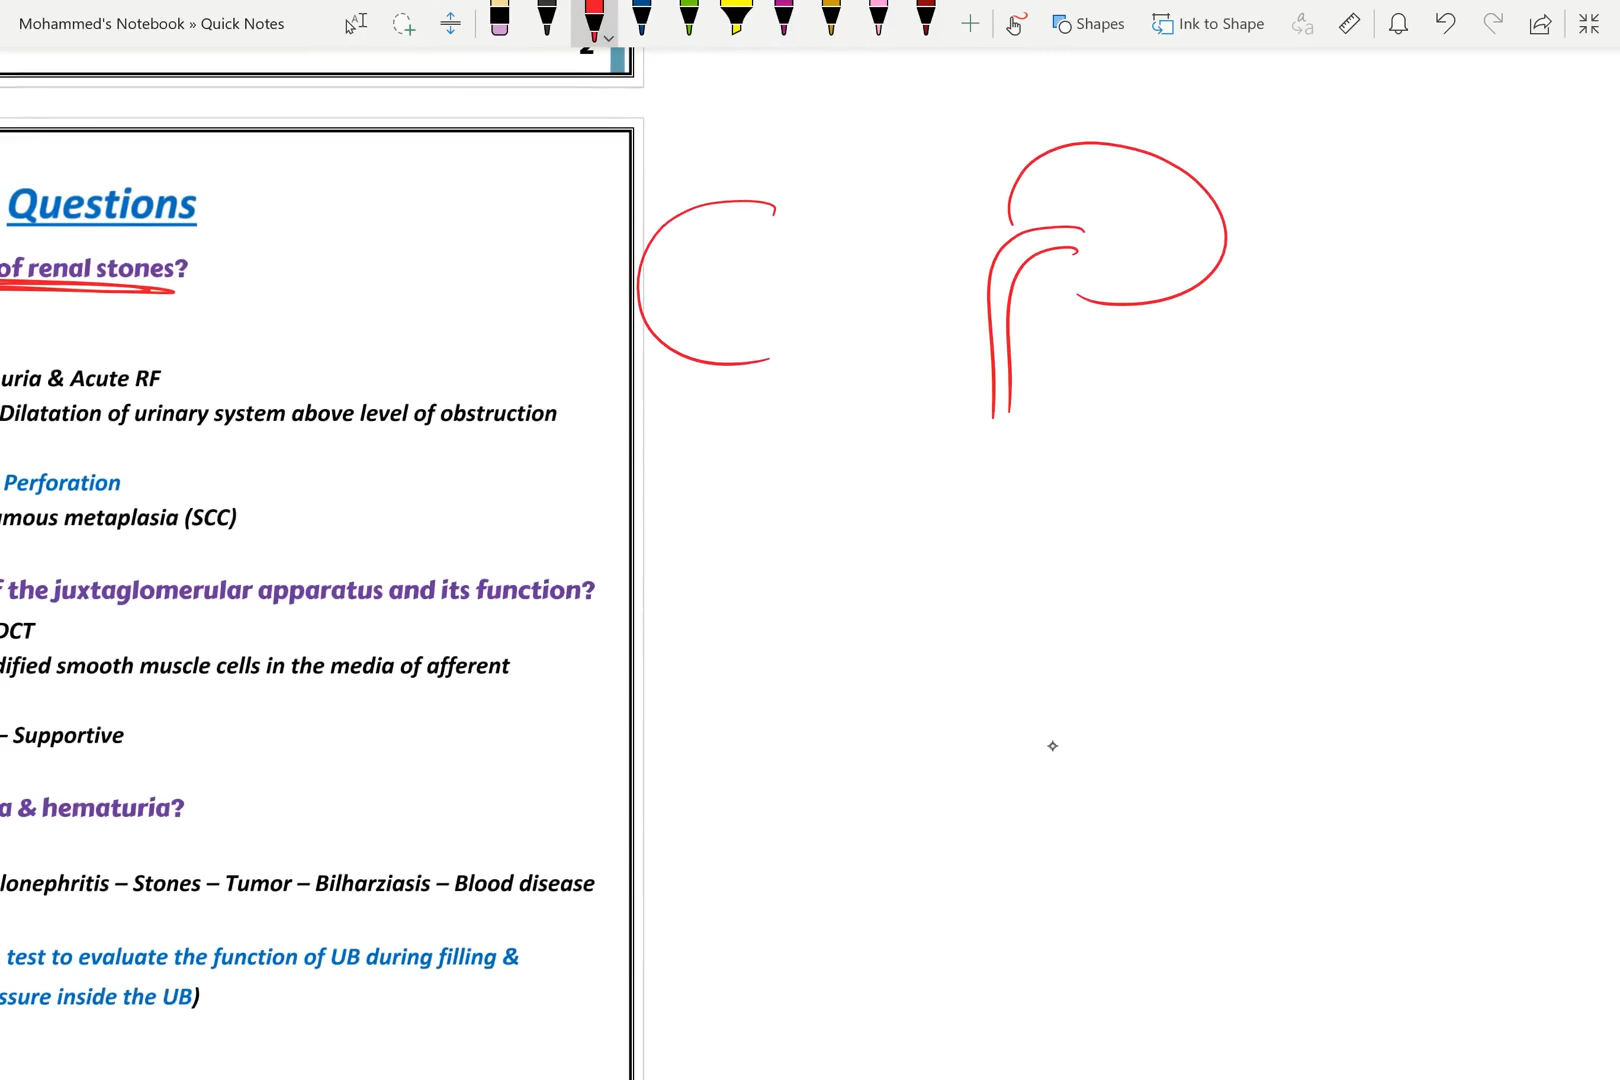 Mohammed's Notebook » Quick Notes
Shapes
Ink to Shape
Questions
of renal stones?
uria & Acute RF
Dilatation of urinary system above level of obstruction
Perforation
amous metaplasia (SCC)
f the juxtaglomerular apparatus and its function?
DCT
dified smooth muscle cells in the media of afferent
– Supportive
a & hematuria?
lonephritis – Stones – Tumor – Bilharziasis – Blood disease
test to evaluate the function of UB during filling &
ssure inside the UB)